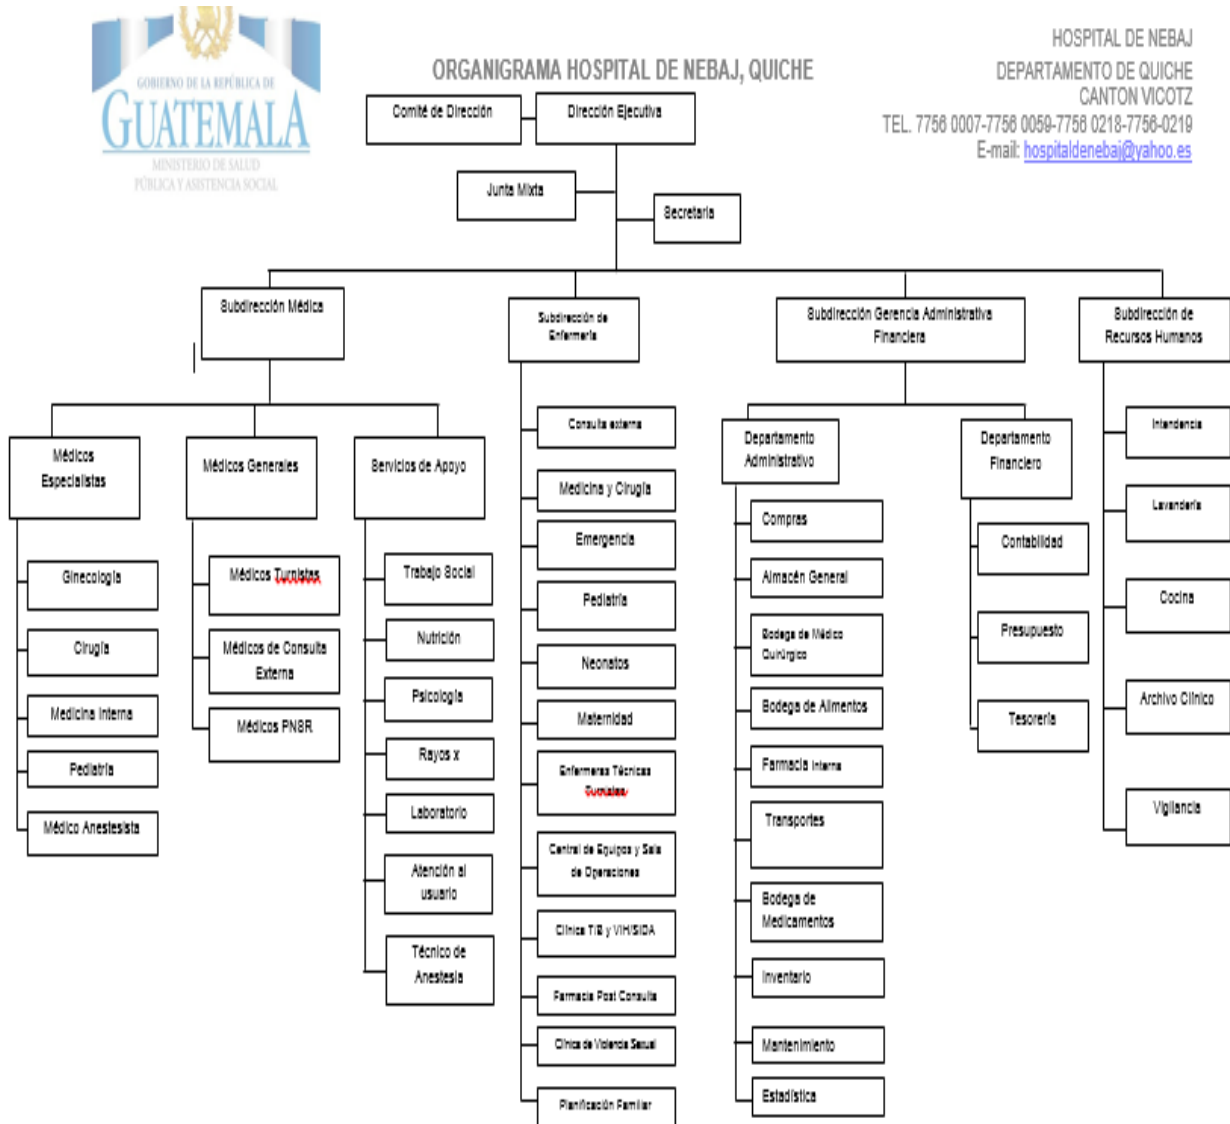 GOBIERNO DE LA REPÚBLICA DE
GUATEMALA
MINISTERIO DE SALUD
PÚBLICA Y ASISTENCIA SOCIAL
ORGANIGRAMA HOSPITAL DE NEBAJ, QUICHE
HOSPITAL DE NEBAJ
DEPARTAMENTO DE QUICHE
CANTON VICOTZ
TEL. 7756 0007-7756 0059-7756 0218-7756-0219
E-mail: hospitaldenebaj@yahoo.es
Comité de Dirección
Dirección Ejecutiva
Junta Mixta
Secretaría
Subdirección Médica
Subdirección de
Enfermería
Subdirección Gerencia Administrativa
Financiera
Subdirección de
Recursos Humanos
Médicos
Especialistas
Ginecología
Cirugía
Medicina Interna
Pediatría
Médico Anestesista
Médicos Generales
Médicos Turnistas
Médicos de Consulta
Externa
Médicos PNSR
Servicios de Apoyo
Trabajo Social
Nutrición
Psicología
Rayos x
Laboratorio
Atención al
usuario
Técnico de
Anestesia
Consulta externa
Medicina y Cirugía
Emergencia
Pediatría
Neonatos
Maternidad
Enfermeras Técnicas
Turnistas
Central de Equipos y Sala
de Operaciones
Clínica TB y VIH/SIDA
Farmacia Post Consulta
Clínica de Violencia Sexual
Planificación Familiar
Departamento
Administrativo
Compras
Almacén General
Bodega de Médico
Quirúrgico
Bodega de Alimentos
Farmacia Interna
Transportes
Bodega de
Medicamentos
Inventario
Mantenimiento
Estadística
Departamento
Financiero
Contabilidad
Presupuesto
Tesorería
Intendencia
Lavandería
Cocina
Archivo Clínico
Vigilancia